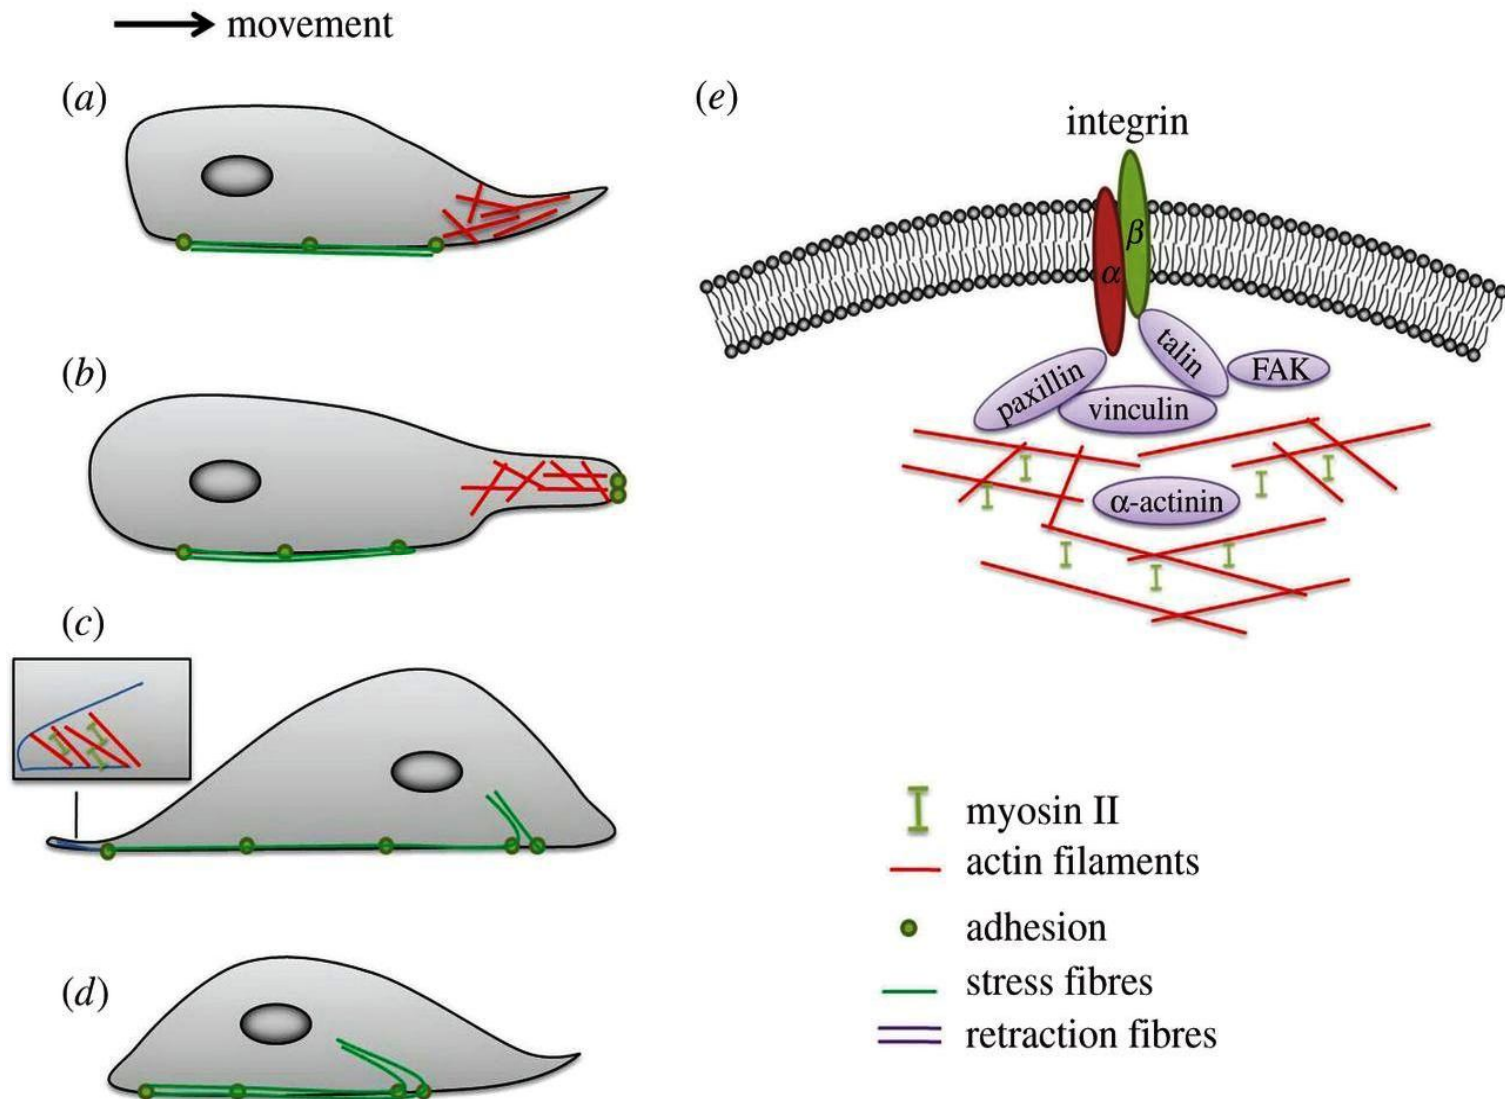 movement
(a)
(b)
(c)
(d)
(e)
integrin
α
β
paxillin
talin
FAK
vinculin
α-actinin
myosin II
actin filaments
adhesion
stress fibres
retraction fibres